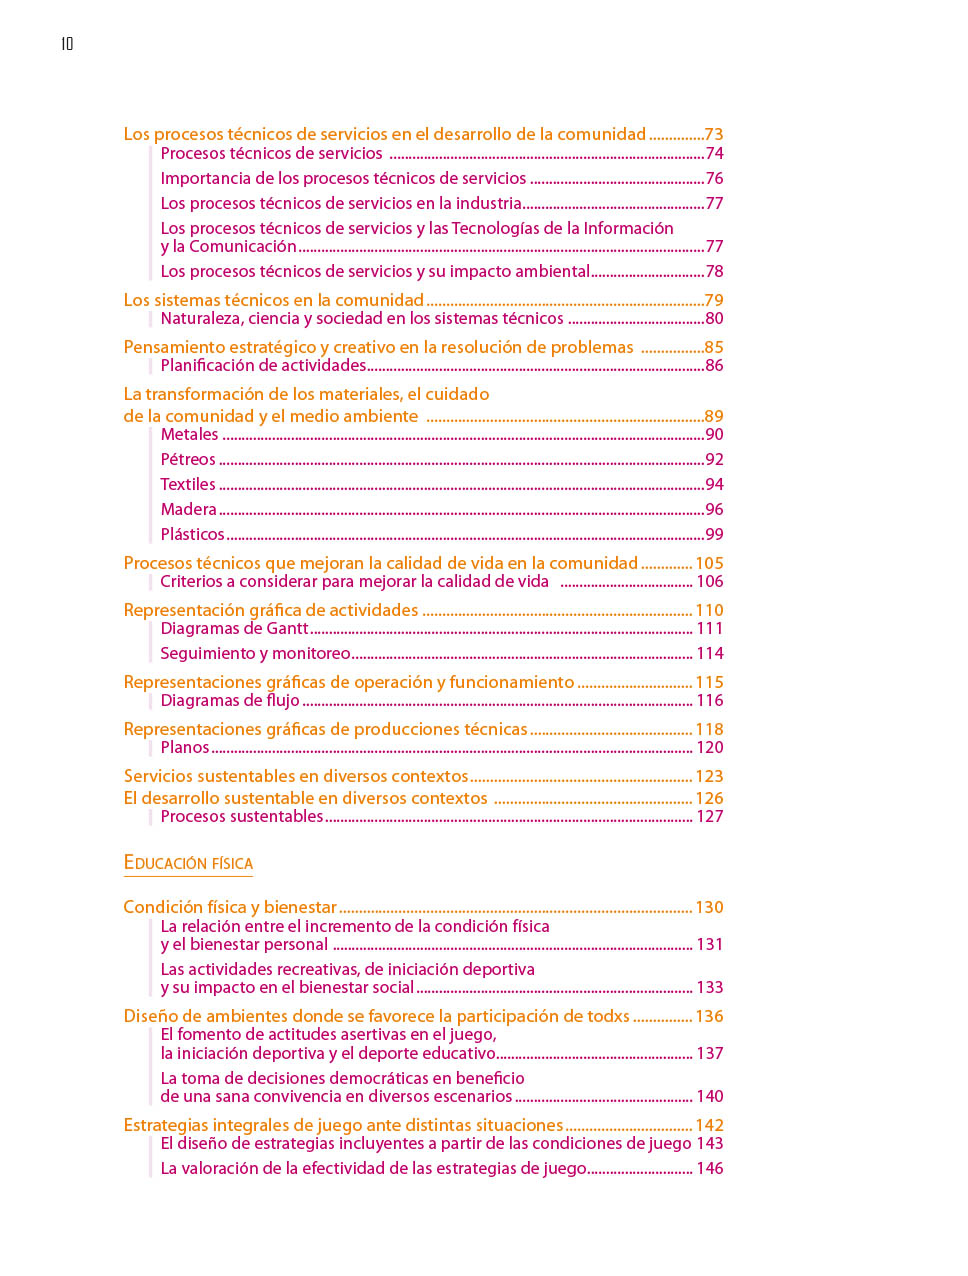 10
Los procesos técnicos de servicios en el desarrollo de la comunidad ..............73
Procesos técnicos de servicios ...................................................................................74
Importancia de los procesos técnicos de servicios ..............................................76
Los procesos técnicos de servicios en la industria................................................77
Los procesos técnicos de servicios y las Tecnologías de la Información
y la Comunicación...........................................................................................................77
Los procesos técnicos de servicios y su impacto ambiental..............................78
Los sistemas técnicos en la comunidad......................................................................79
Naturaleza, ciencia y sociedad en los sistemas técnicos ....................................80
Pensamiento estratégico y creativo en la resolución de problemas ................85
Planificación de actividades.........................................................................................86
La transformación de los materiales, el cuidado
de la comunidad y el medio ambiente ......................................................................89
Metales ...............................................................................................................................90
Pétreos ................................................................................................................................92
Textiles ................................................................................................................................94
Madera................................................................................................................................96
Plásticos..............................................................................................................................99
Procesos técnicos que mejoran la calidad de vida en la comunidad ............. 105
Criterios a considerar para mejorar la calidad de vida ................................... 106
Representación gráfica de actividades .................................................................... 110
Diagramas de Gantt..................................................................................................... 111
Seguimiento y monitoreo.......................................................................................... 114
Representaciones gráficas de operación y funcionamiento ............................. 115
Diagramas de flujo ....................................................................................................... 116
Representaciones gráficas de producciones técnicas......................................... 118
Planos............................................................................................................................... 120
Servicios sustentables en diversos contextos........................................................ 123
El desarrollo sustentable en diversos contextos .................................................. 126
Procesos sustentables................................................................................................. 127
EDUCACIÓN FÍSICA
Condición física y bienestar......................................................................................... 130
La relación entre el incremento de la condición física
y el bienestar personal ............................................................................................... 131
Las actividades recreativas, de iniciación deportiva
y su impacto en el bienestar social......................................................................... 133
Diseño de ambientes donde se favorece la participación de todxs ............... 136
El fomento de actitudes asertivas en el juego,
la iniciación deportiva y el deporte educativo.................................................... 137
La toma de decisiones democráticas en beneficio
de una sana convivencia en diversos escenarios ............................................... 140
Estrategias integrales de juego ante distintas situaciones................................ 142
El diseño de estrategias incluyentes a partir de las condiciones de juego 143
La valoración de la efectividad de las estrategias de juego............................ 146